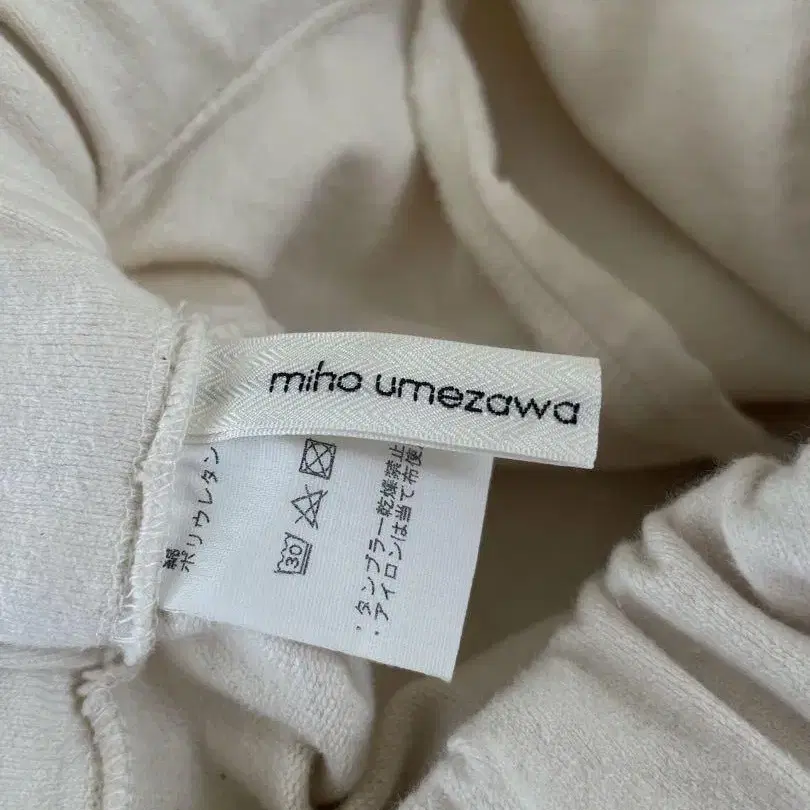 miho umezawa
綿
ポリウレタン
30
・タンブラー乾燥禁止
・アイロンは当て布使